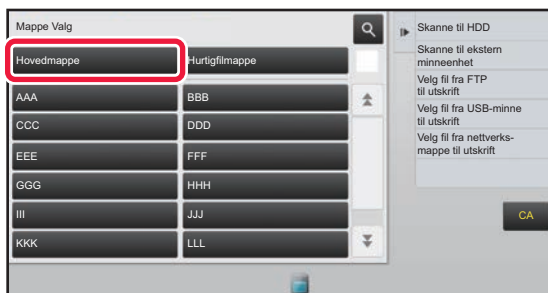 Mappe Valg
Hovedmappe
Hurtigfilmappe
AAA
BBB
CCC
DDD
EEE
FFF
GGG
HHH
III
JJJ
KKK
LLL
Skanne til HDD
Skanne til ekstern
minneenhet
Velg fil fra FTP
til utskrift
Velg fil fra USB-minne
til utskrift
Velg fil fra nettverks-
mappe til utskrift
CA